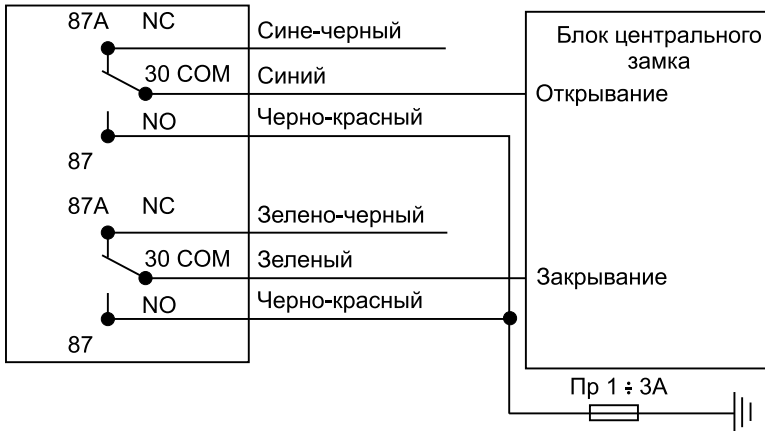 87A NC
Сине-черный
30 COM
Синий
NO
Черно-красный
87
87A NC
Зелено-черный
30 COM
Зеленый
NO
Черно-красный
87
Блок центрального
замка
Открывание
Закрывание
Пр 1 ÷ 3А